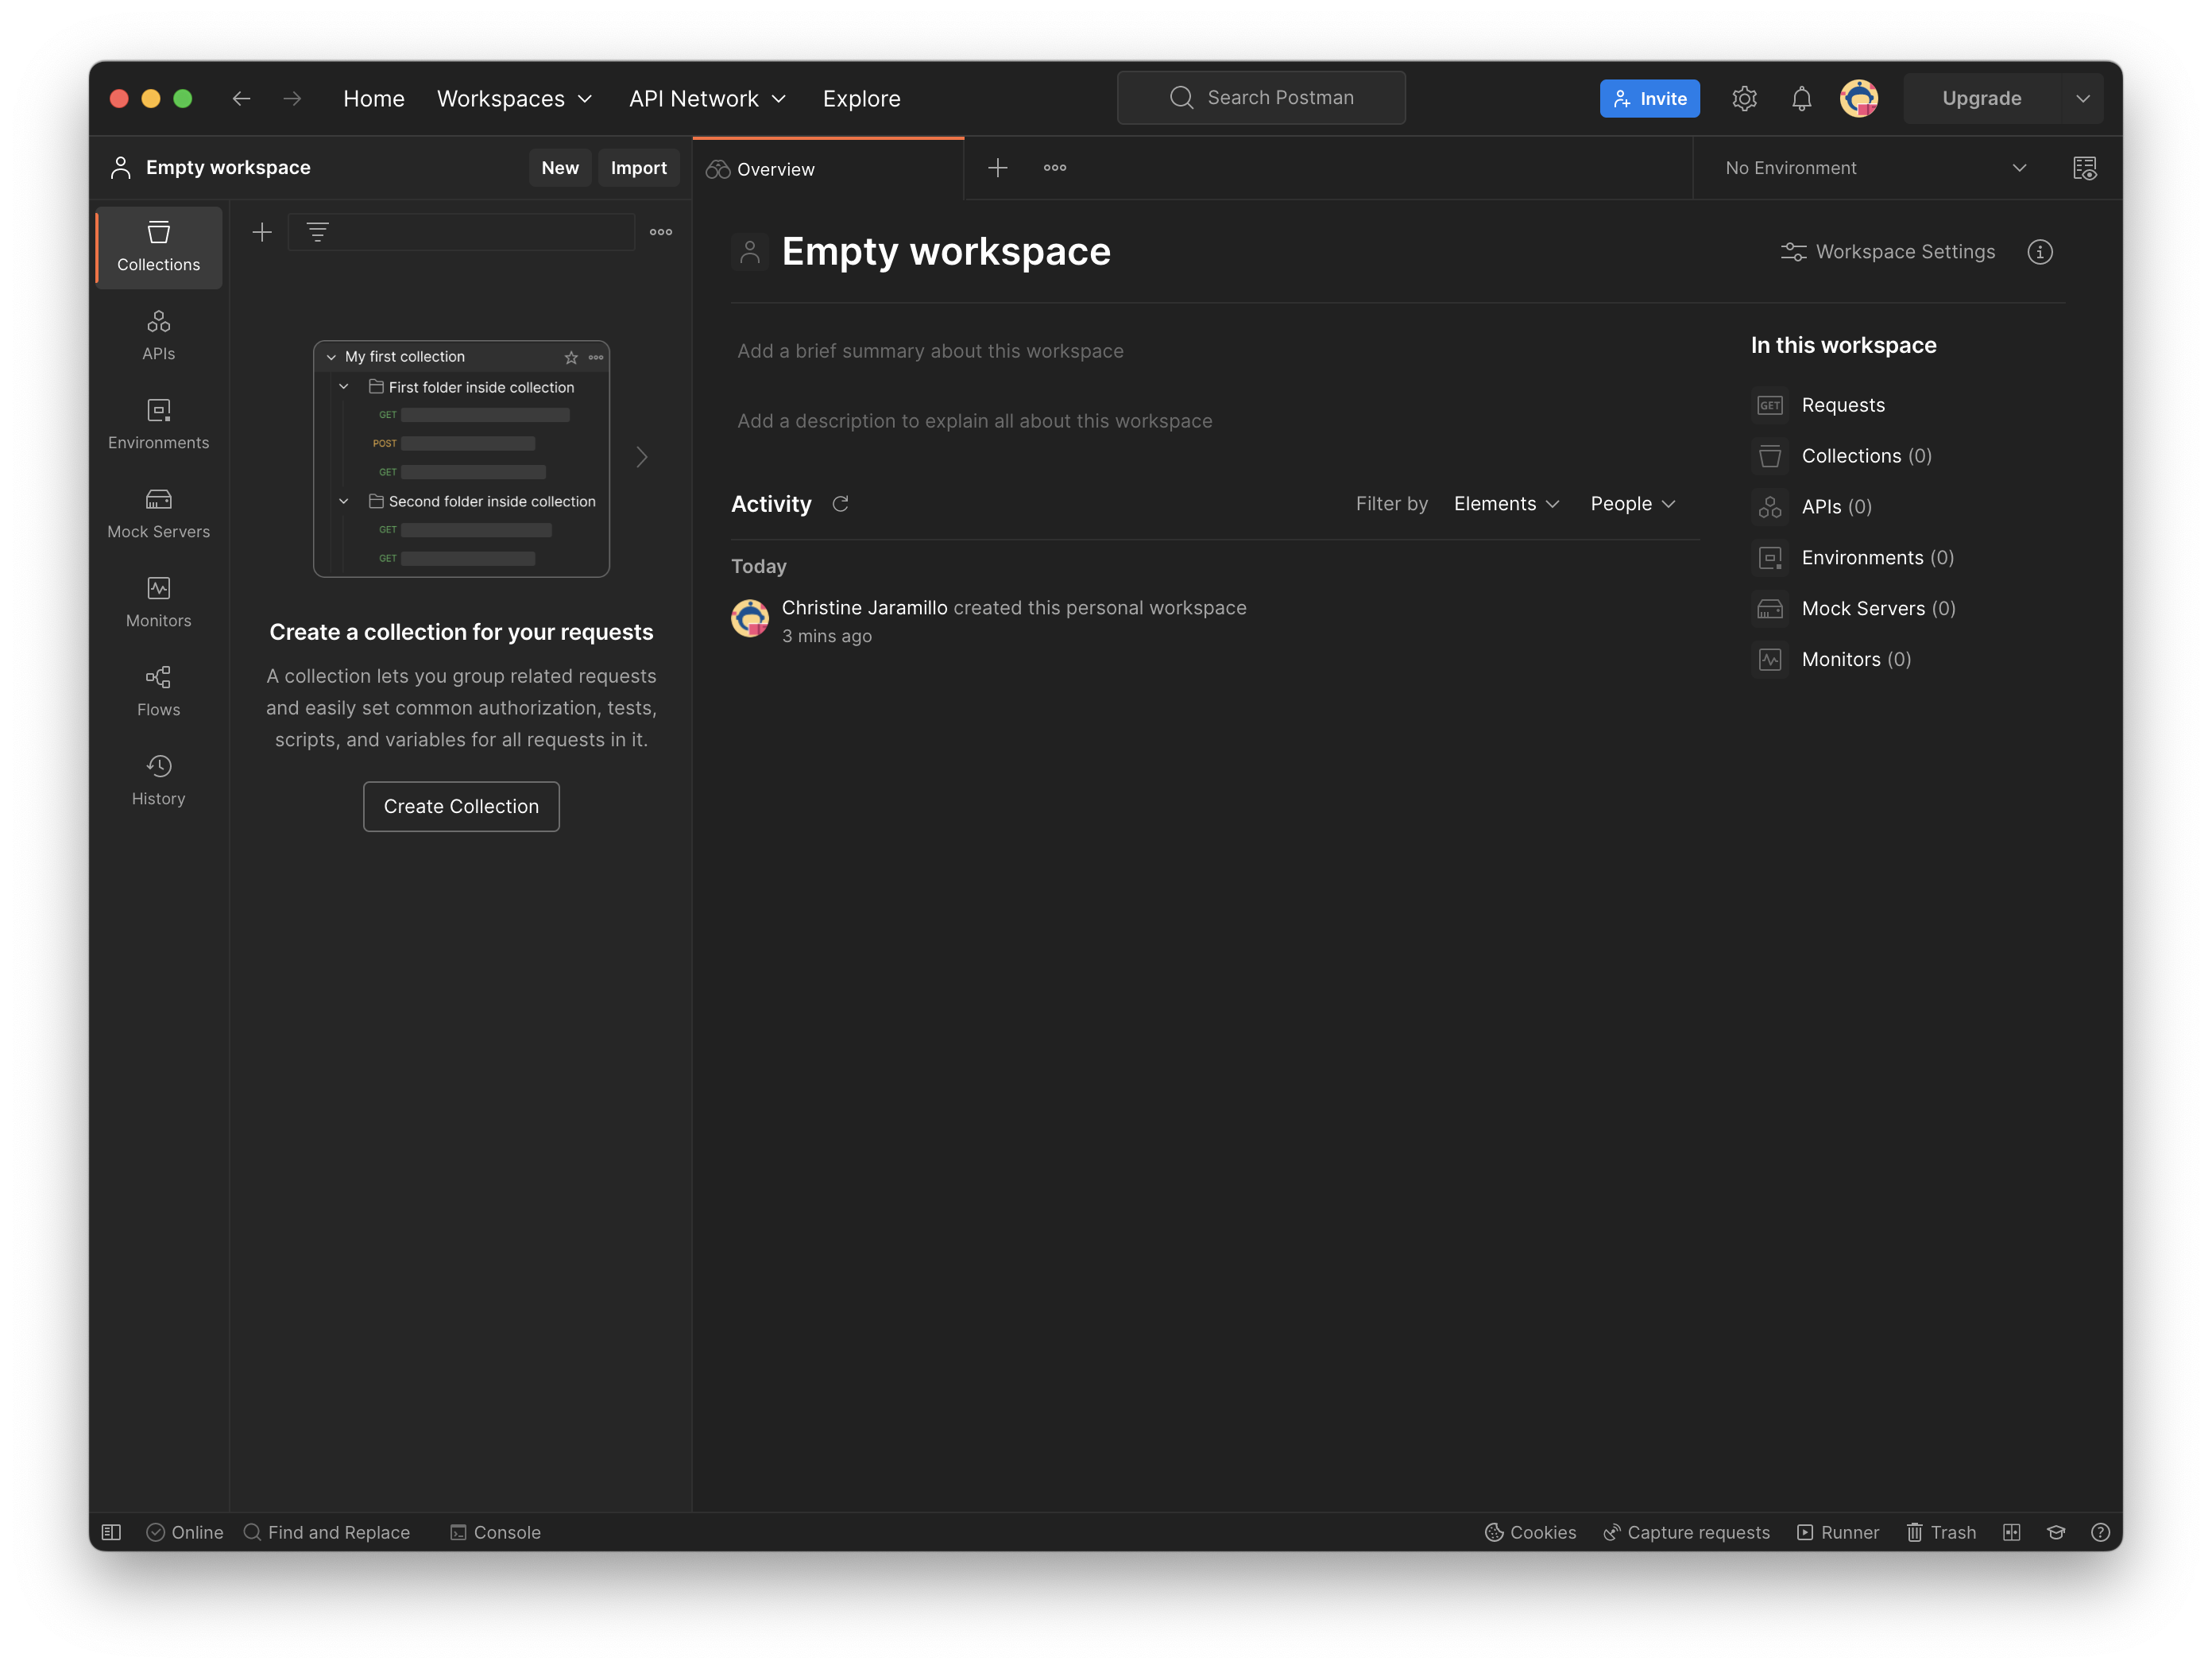 Home Workspaces API Network Explore Search Postman Invite Upgrade
Empty workspace New Import
Overview
No Environment
Collections
APIs
Environments
Mock Servers
Monitors
Flows
History
My first collection
First folder inside collection
GET
POST
GET
Second folder inside collection
GET
GET
Create a collection for your requests
A collection lets you group related requests
and easily set common authorization, tests,
scripts, and variables for all requests in it.
Create Collection
Empty workspace
Workspace Settings
Add a brief summary about this workspace
Add a description to explain all about this workspace
Activity Filter by Elements People
Today
Christine Jaramillo created this personal workspace
3 mins ago
In this workspace
GET Requests
Collections (0)
APIs (0)
Environments (0)
Mock Servers (0)
Monitors (0)
Online Find and Replace Console Cookies Capture requests Runner Trash